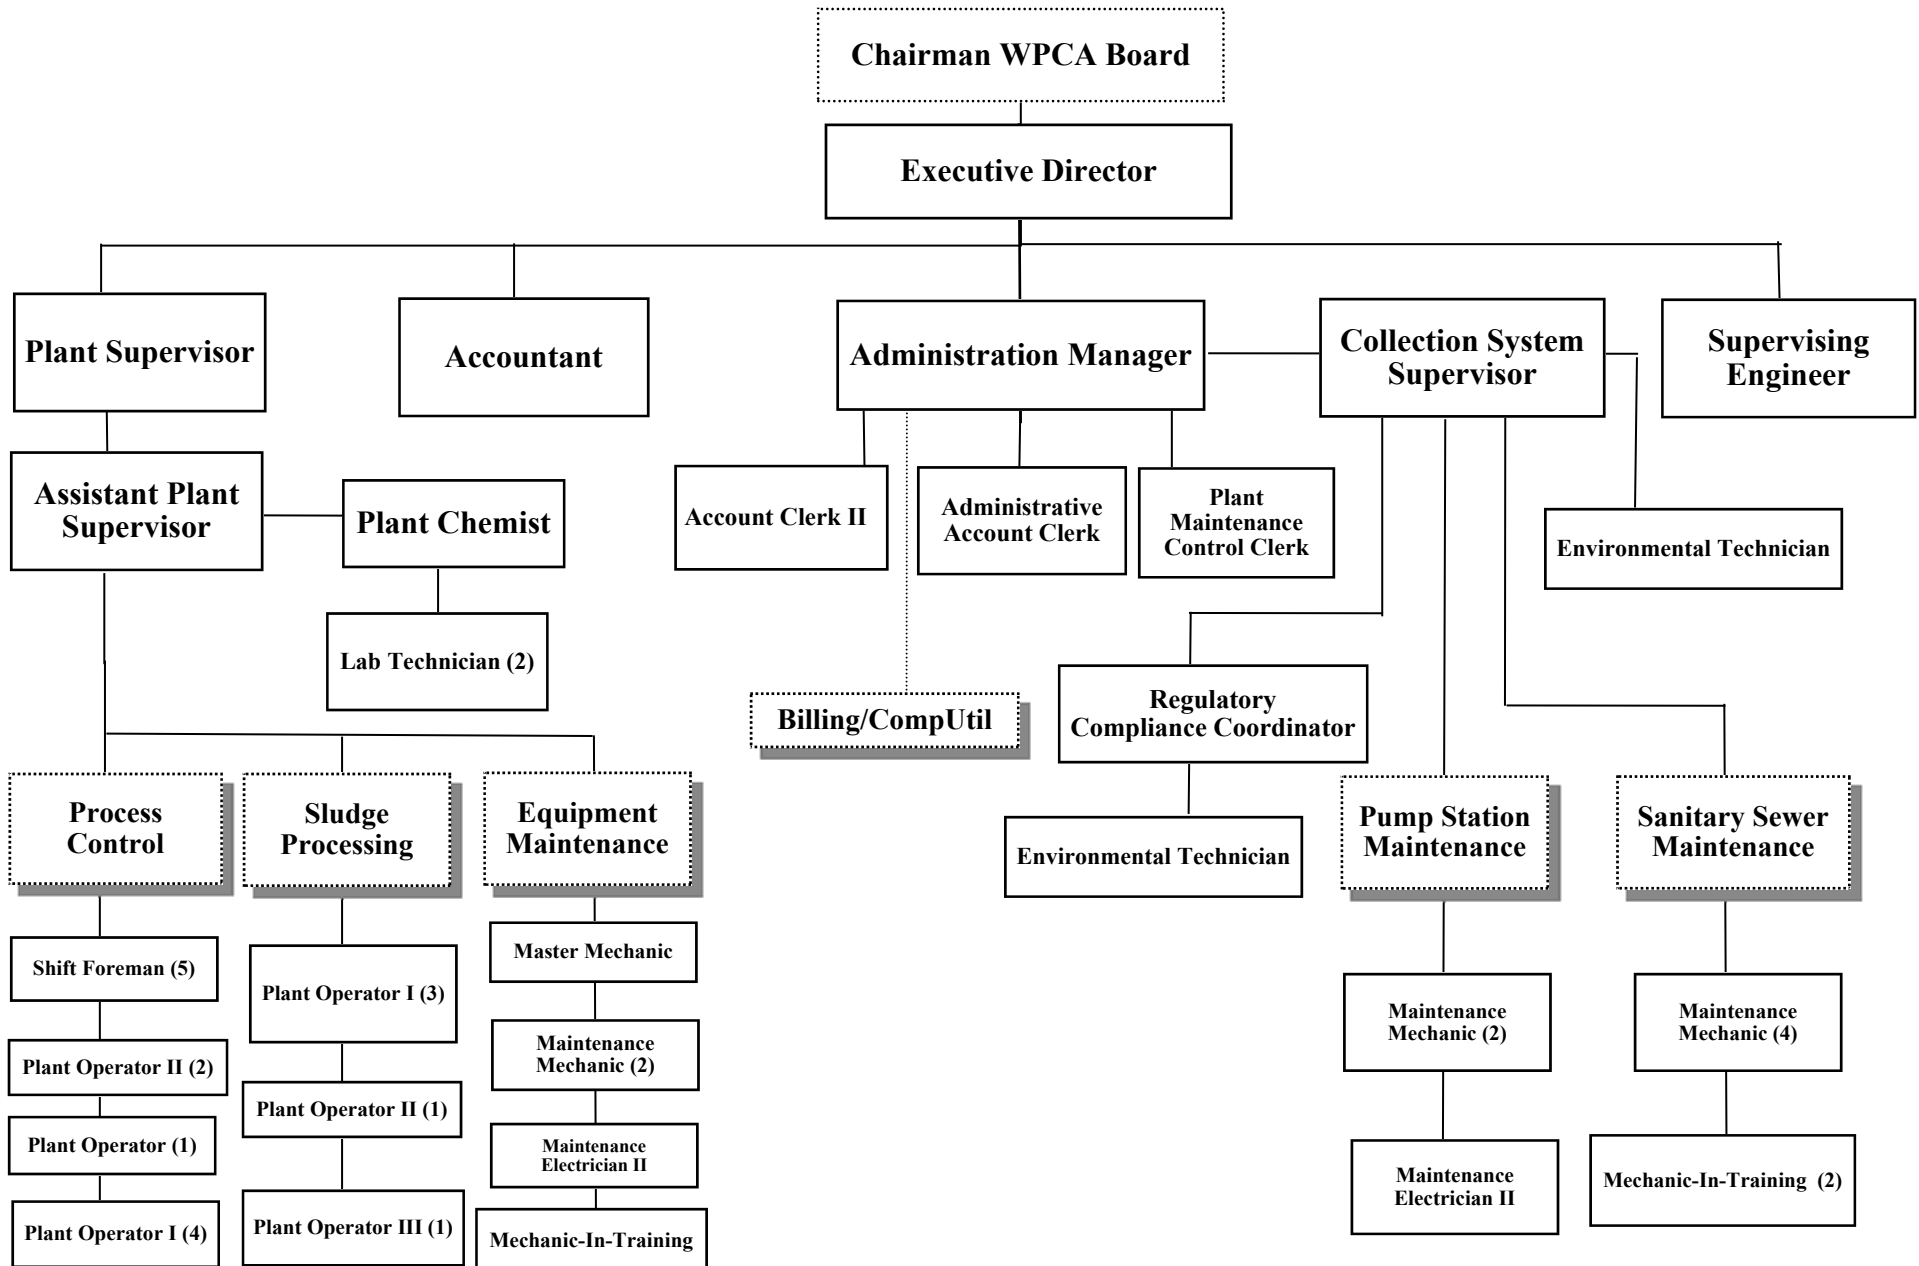 Chairman WPCA Board
Executive Director
Plant Supervisor
Accountant
Administration Manager
Collection System
Supervisor
Supervising
Engineer
Assistant Plant
Supervisor
Plant Chemist
Account Clerk II
Administrative
Account Clerk
Plant
Maintenance
Control Clerk
Environmental Technician
Lab Technician (2)
Billing/CompUtil
Regulatory
Compliance Coordinator
Process
Control
Sludge
Processing
Equipment
Maintenance
Environmental Technician
Pump Station
Maintenance
Sanitary Sewer
Maintenance
Shift Foreman (5)
Plant Operator II (2)
Plant Operator (1)
Plant Operator I (4)
Plant Operator I (3)
Plant Operator II (1)
Plant Operator III (1)
Master Mechanic
Maintenance
Mechanic (2)
Maintenance
Electrician II
Mechanic-In-Training
Maintenance
Mechanic (2)
Maintenance
Electrician II
Maintenance
Mechanic (4)
Mechanic-In-Training (2)